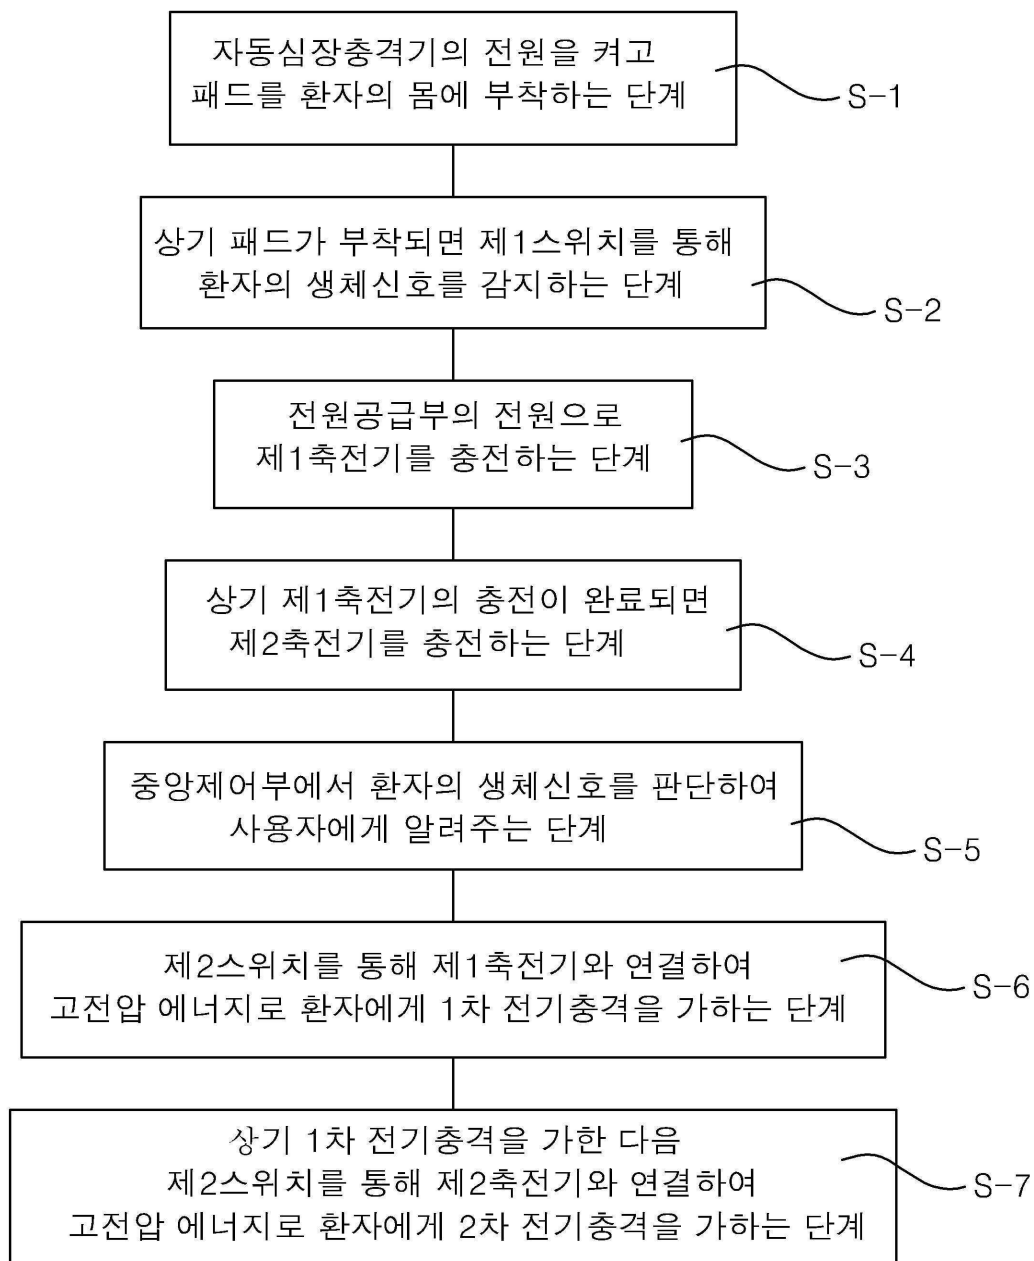 자동심장충격기의 전원을 켜고
패드를 환자의 몸에 부착하는 단계
S-1
상기 패드가 부착되면 제1스위치를 통해
환자의 생체신호를 감지하는 단계
S-2
전원공급부의 전원으로
제1축전기를 충전하는 단계
S-3
상기 제1축전기의 충전이 완료되면
제2축전기를 충전하는 단계
S-4
중앙제어부에서 환자의 생체신호를 판단하여
사용자에게 알려주는 단계
S-5
제2스위치를 통해 제1축전기와 연결하여
고전압 에너지로 환자에게 1차 전기충격을 가하는 단계
S-6
상기 1차 전기충격을 가한 다음
제2스위치를 통해 제2축전기와 연결하여
고전압 에너지로 환자에게 2차 전기충격을 가하는 단계
S-7